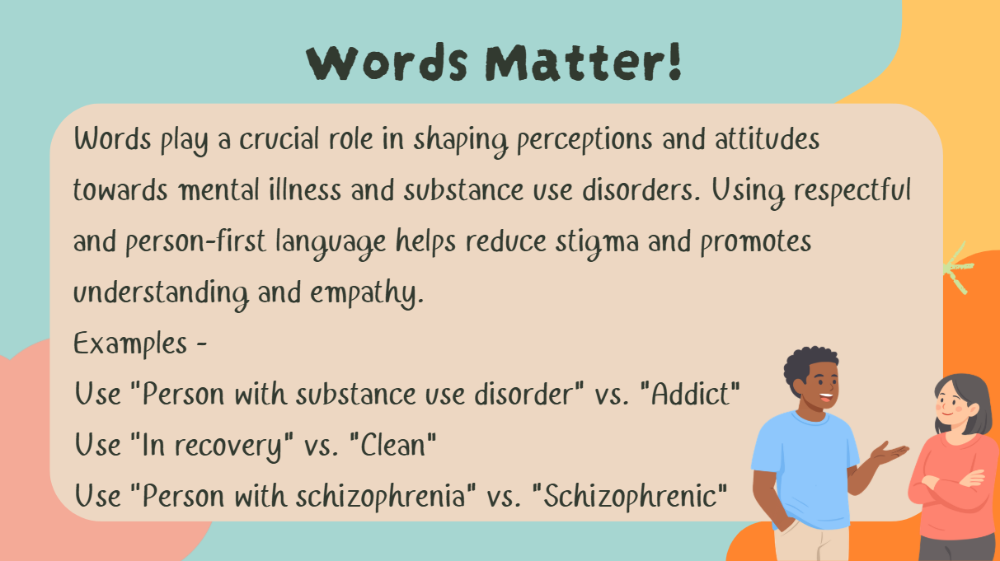 Words Matter!
Words play a crucial role in shaping perceptions and attitudes
towards mental illness and substance use disorders. Using respectful
and person-first language helps reduce stigma and promotes
understanding and empathy.
Examples -
Use "Person with substance use disorder" vs. "Addict"
Use "In recovery" vs. "Clean"
Use "Person with schizophrenia" vs. "Schizophrenic"